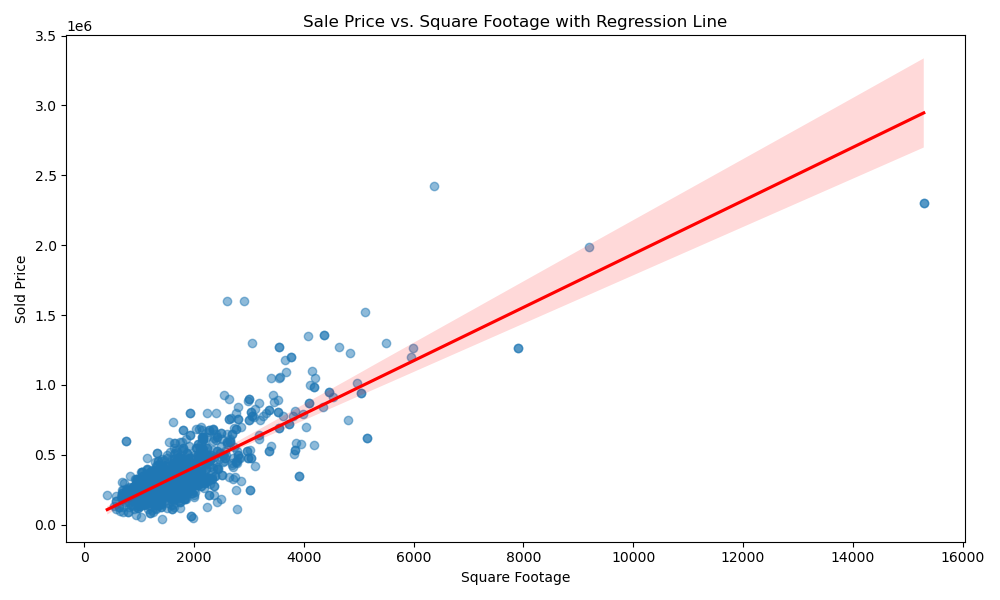 Sale Price vs. Square Footage with Regression Line
1e6
3.5
3.0
2.5
2.0
1.5
1.0
0.5
0.0
Sold Price
0 2000 4000 6000 8000 10000 12000 14000 16000
Square Footage